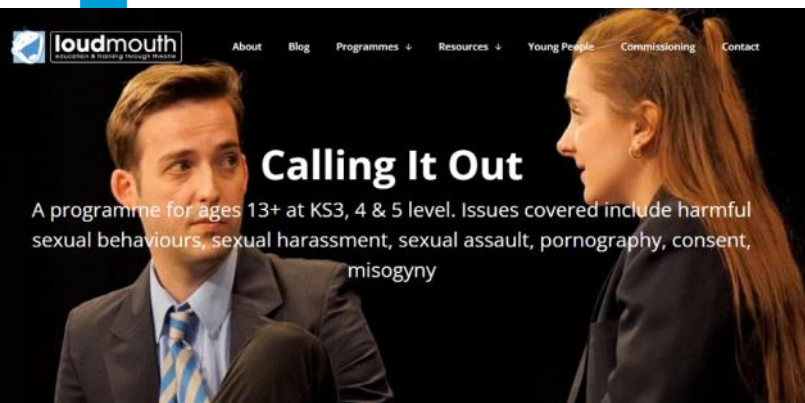 loudmouth
education & training through theatre
About Blog Programmes ↓ Resources ↓ Young People Commissioning Contact
Calling It Out
A programme for ages 13+ at KS3, 4 & 5 level. Issues covered include harmful
sexual behaviours, sexual harassment, sexual assault, pornography, consent,
misogyny